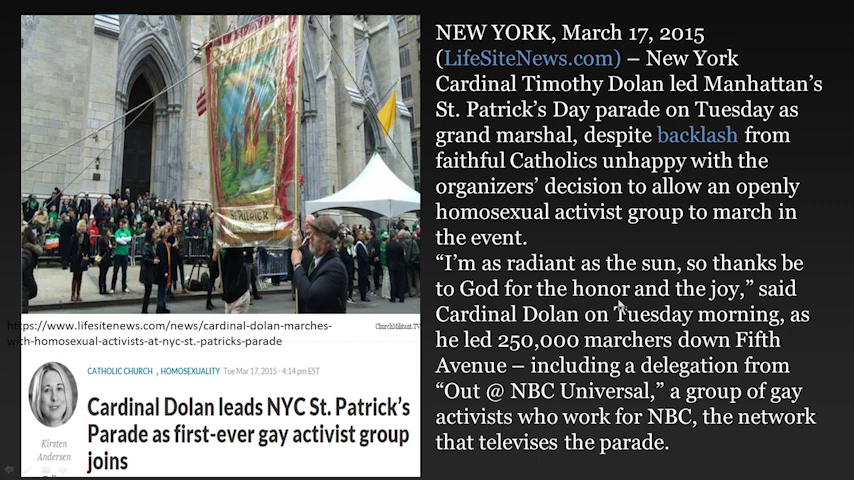 ST. PATRICK
https://www.lifesitenews.com/news/cardinal-dolan-marches-
with-homosexual-activists-at-nyc-st.-patricks-parade
ChurchMilitant.TV
CATHOLIC CHURCH , HOMOSEXUALITY Tue Mar 17, 2015 - 4:14 pm EST
Cardinal Dolan leads NYC St. Patrick's
Parade as first-ever gay activist group
joins
Kirsten
Andersen
NEW YORK, March 17, 2015
(LifeSiteNews.com) – New York
Cardinal Timothy Dolan led Manhattan's
St. Patrick's Day parade on Tuesday as
grand marshal, despite backlash from
faithful Catholics unhappy with the
organizers' decision to allow an openly
homosexual activist group to march in
the event.
“I'm as radiant as the sun, so thanks be
to God for the honor and the joy,” said
Cardinal Dolan on Tuesday morning, as
he led 250,000 marchers down Fifth
Avenue – including a delegation from
“Out @ NBC Universal,” a group of gay
activists who work for NBC, the network
that televises the parade.